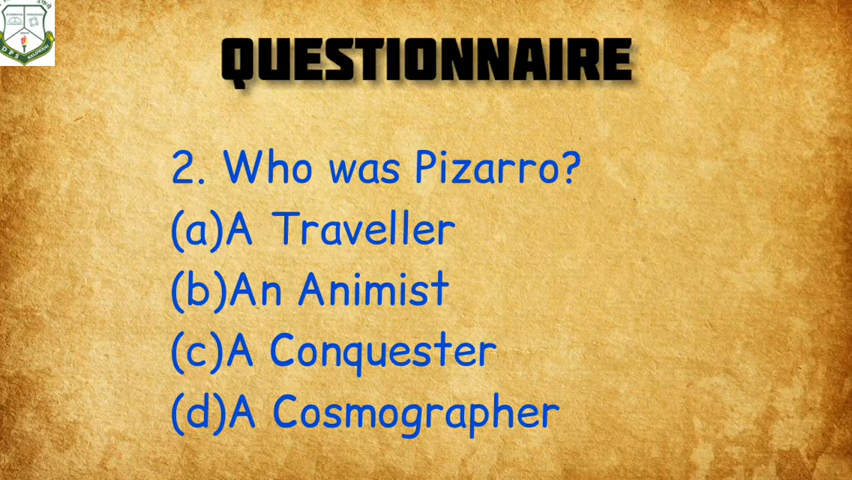 QUESTIONNAIRE
2. Who was Pizarro?
(a)A Traveller
(b)An Animist
(c)A Conquester
(d)A Cosmographer